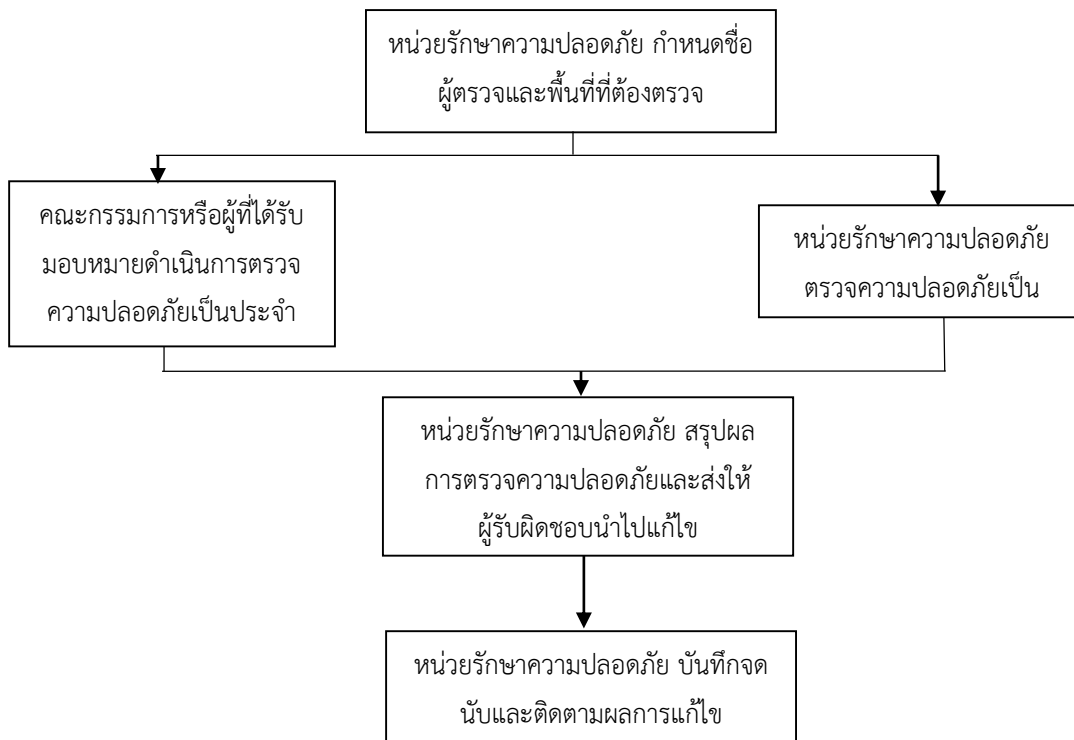 หน่วยรักษาความปลอดภัย กำหนดชื่อ
ผู้ตรวจและพื้นที่ที่ต้องตรวจ
คณะกรรมการหรือผู้ที่ได้รับ
มอบหมายดำเนินการตรวจ
ความปลอดภัยเป็นประจำ
หน่วยรักษาความปลอดภัย
ตรวจความปลอดภัยเป็น
หน่วยรักษาความปลอดภัย สรุปผล
การตรวจความปลอดภัยและส่งให้
ผู้รับผิดชอบนำไปแก้ไข
หน่วยรักษาความปลอดภัย บันทึกจด
นับและติดตามผลการแก้ไข